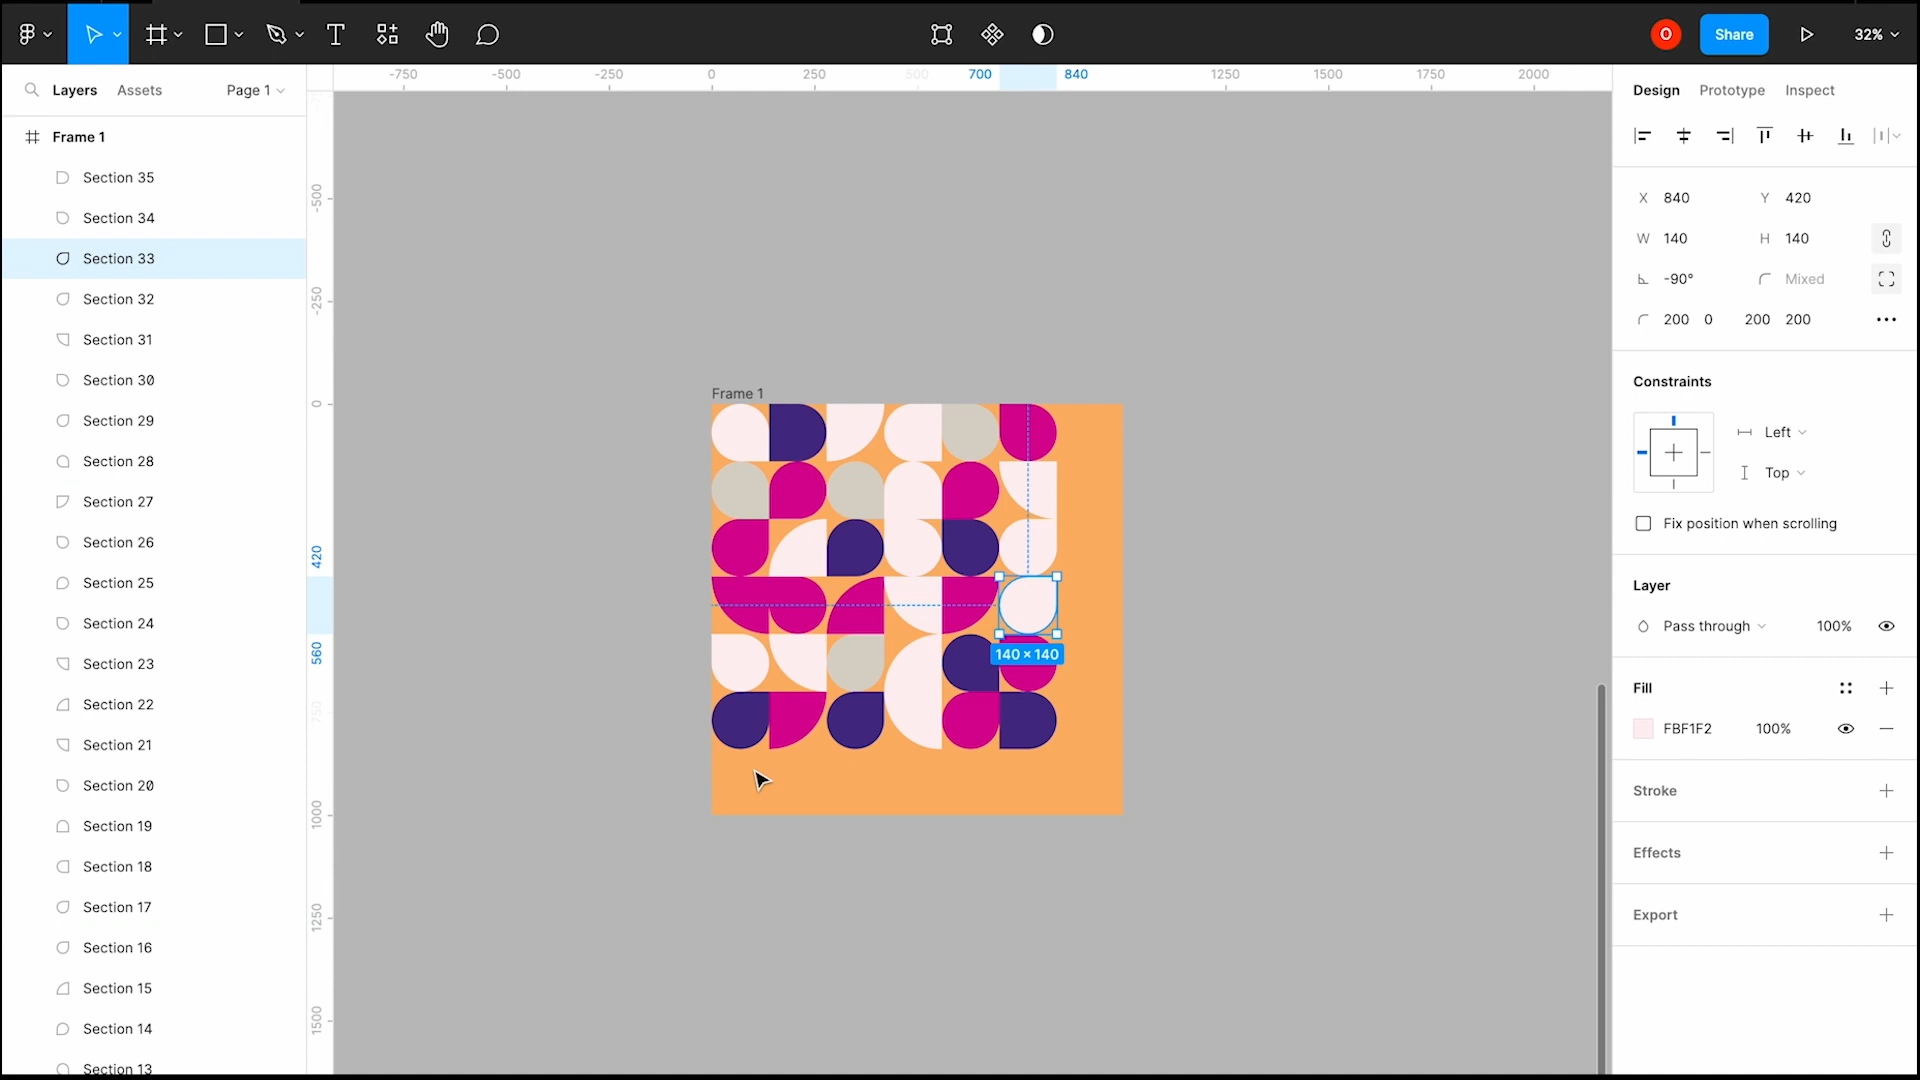 O
Share
32%
Layers
Assets
Page 1
-750
-500
-250
0
250
500
700
840
1250
1500
1750
2000
Design
Prototype
Inspect
Frame 1
Section 35
Section 34
Section 33
Section 32
Section 31
Section 30
Section 29
Section 28
Section 27
Section 26
Section 25
Section 24
Section 23
Section 22
Section 21
Section 20
Section 19
Section 18
Section 17
Section 16
Section 15
Section 14
Section 13
-500
-250
0
420
560
750
1000
1250
1500
Frame 1
140 × 140
X 840
Y 420
W 140
H 140
-90°
Mixed
200 0 200 200
Constraints
Left
Top
Fix position when scrolling
Layer
Pass through
100%
Fill
FBF1F2
100%
Stroke
Effects
Export